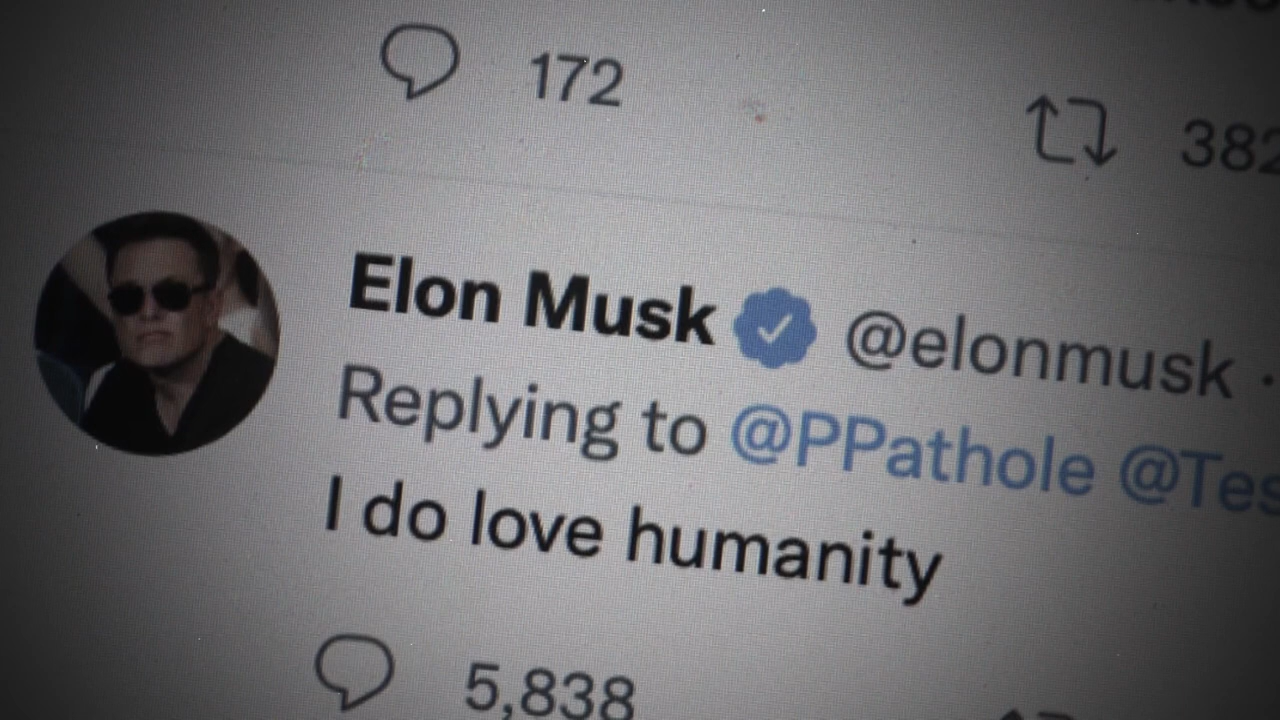 172
Elon Musk @elonmusk ·
Replying to @PPathole
I do love humanity
5,838